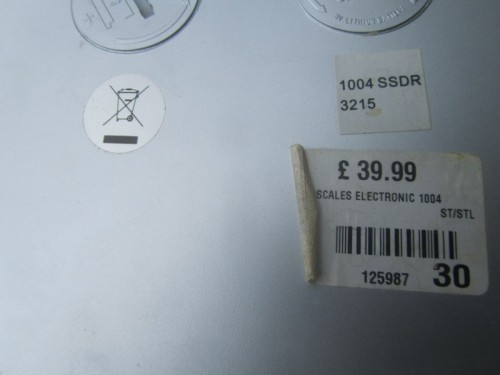 1004 SSDR
3215
£ 39.99
SCALES ELECTRONIC 1004
ST/STL
125987 30